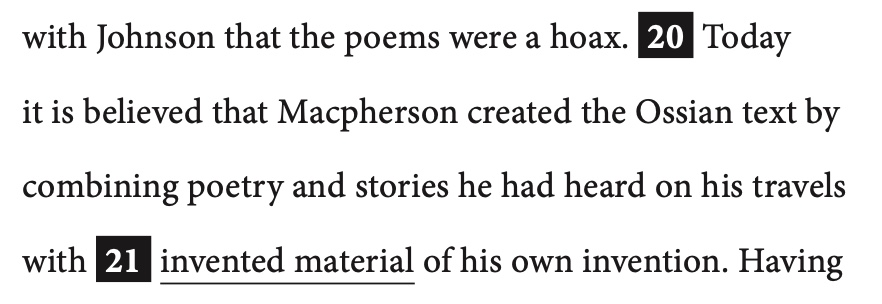 with Johnson that the poems were a hoax. 20 Today
it is believed that Macpherson created the Ossian text by
combining poetry and stories he had heard on his travels
with 21 invented material of his own invention. Having